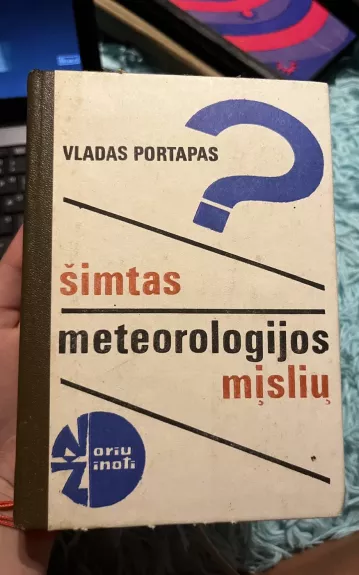 VLADAS PORTAPAS
?
šimtas
meteorologijos
mįslių
Noriu
žinoti